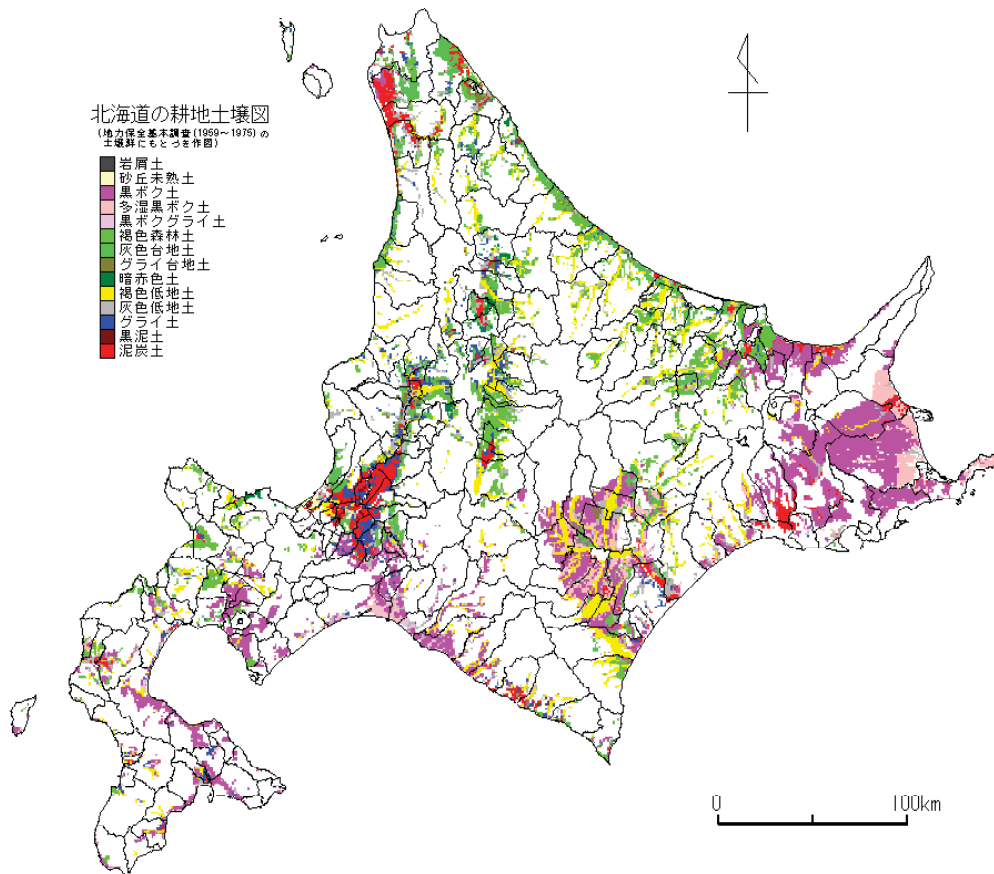 北海道の耕地土壌図
(地力保全基本調査(1959～1975)の
土壌群にもとづき作図)
岩屑土
砂丘未熟土
黒ボク土
多湿黒ボク土
黒ボクグライ土
褐色森林土
灰色台地土
グライ台地土
暗赤色土
褐色低地土
灰色低地土
グライ土
黒泥土
泥炭土
0 100km